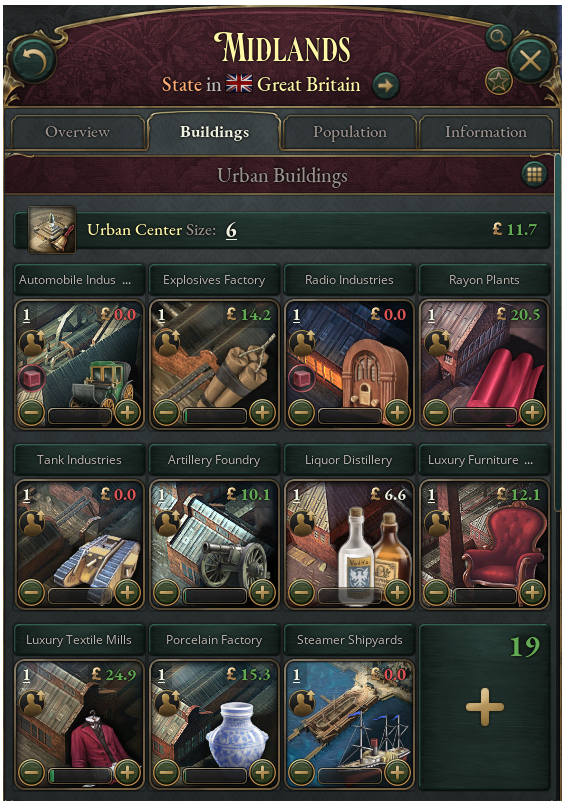 MIDLANDS
State in Great Britain
Overview Buildings Population Information
Urban Buildings
Urban Center Size: 6 £ 11.7
Automobile Indus ... Explosives Factory Radio Industries Rayon Plants
1 £ 0.0 1 £ 14.2 1 £ 0.0 1 £ 20.5
Tank Industries Artillery Foundry Liquor Distillery Luxury Furniture ...
1 £ 0.0 1 £ 10.1 1 £ 6.6 1 £ 12.1
Vodka
Luxury Textile Mills Porcelain Factory Steamer Shipyards 19
1 £ 24.9 1 £ 15.3 1 £ 0.0